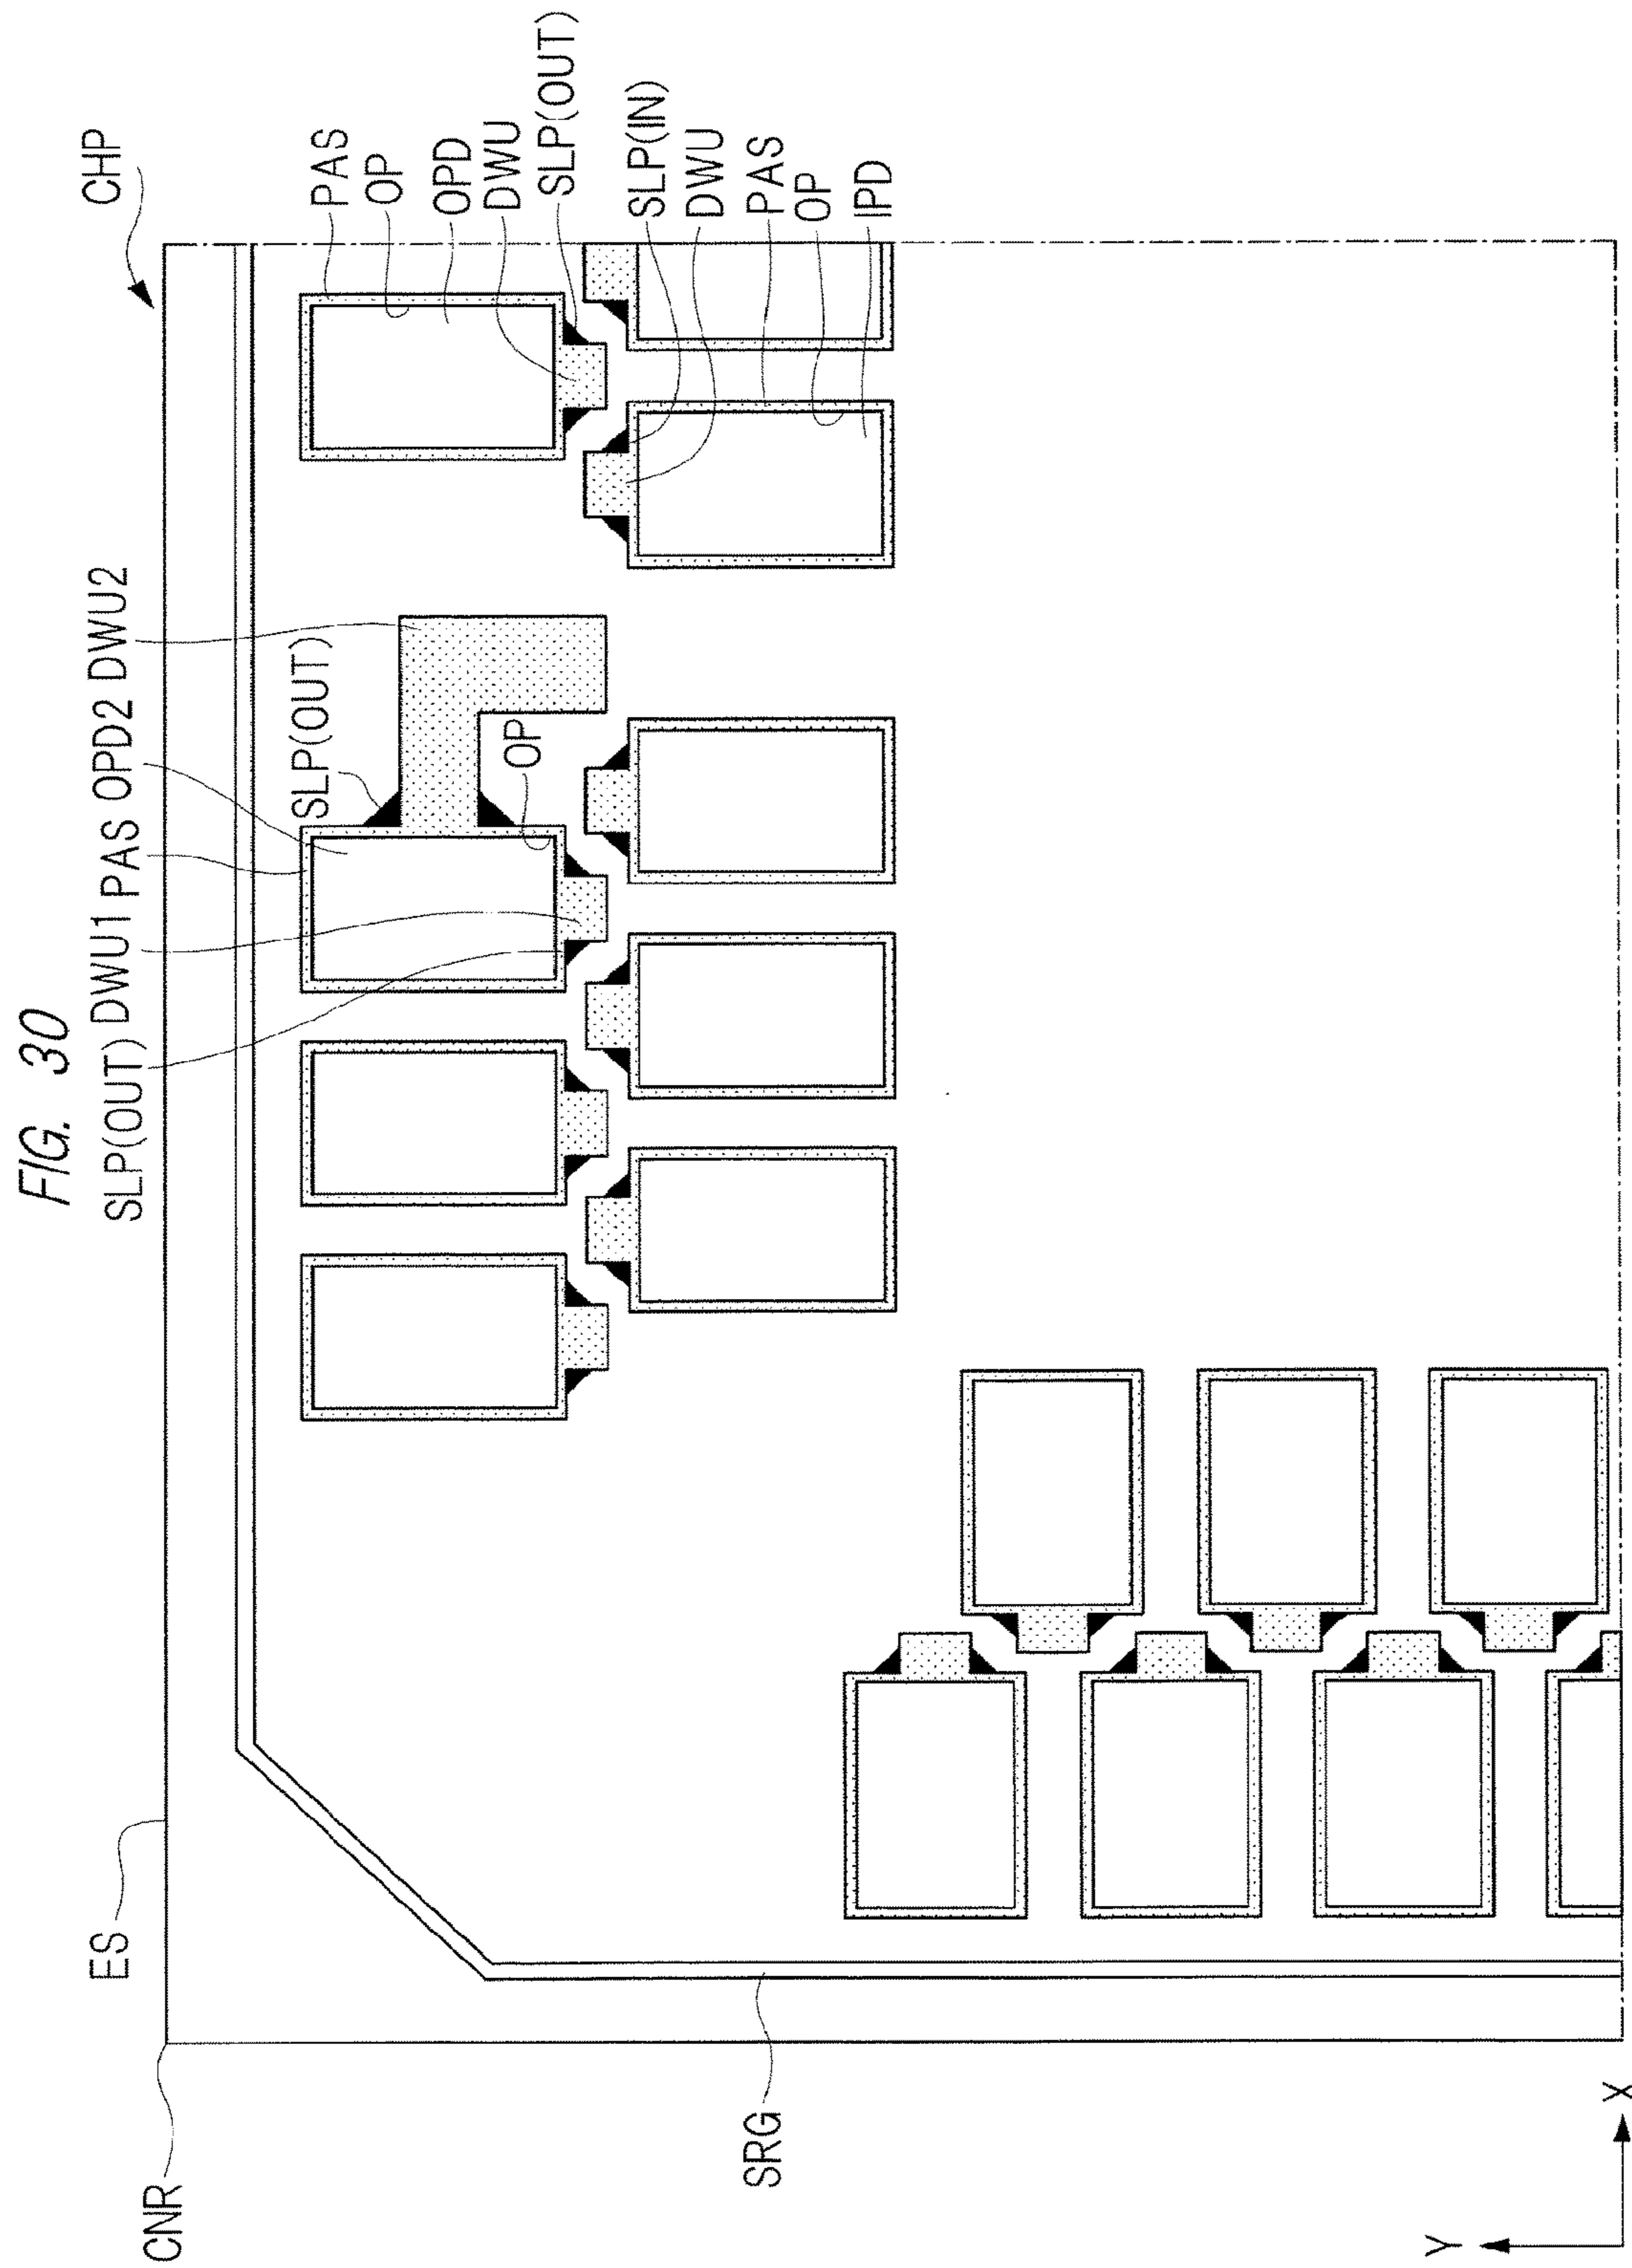 FIG. 30
SLP(OUT) DWU1 PAS OPD2 DWU2
SLP(OUT)
OP
CHP
PAS
OP
OPD
DWU
SLP(OUT)
SLP(IN)
DWU
PAS
OP
IPD
ES
CNR
SRG
Y
X